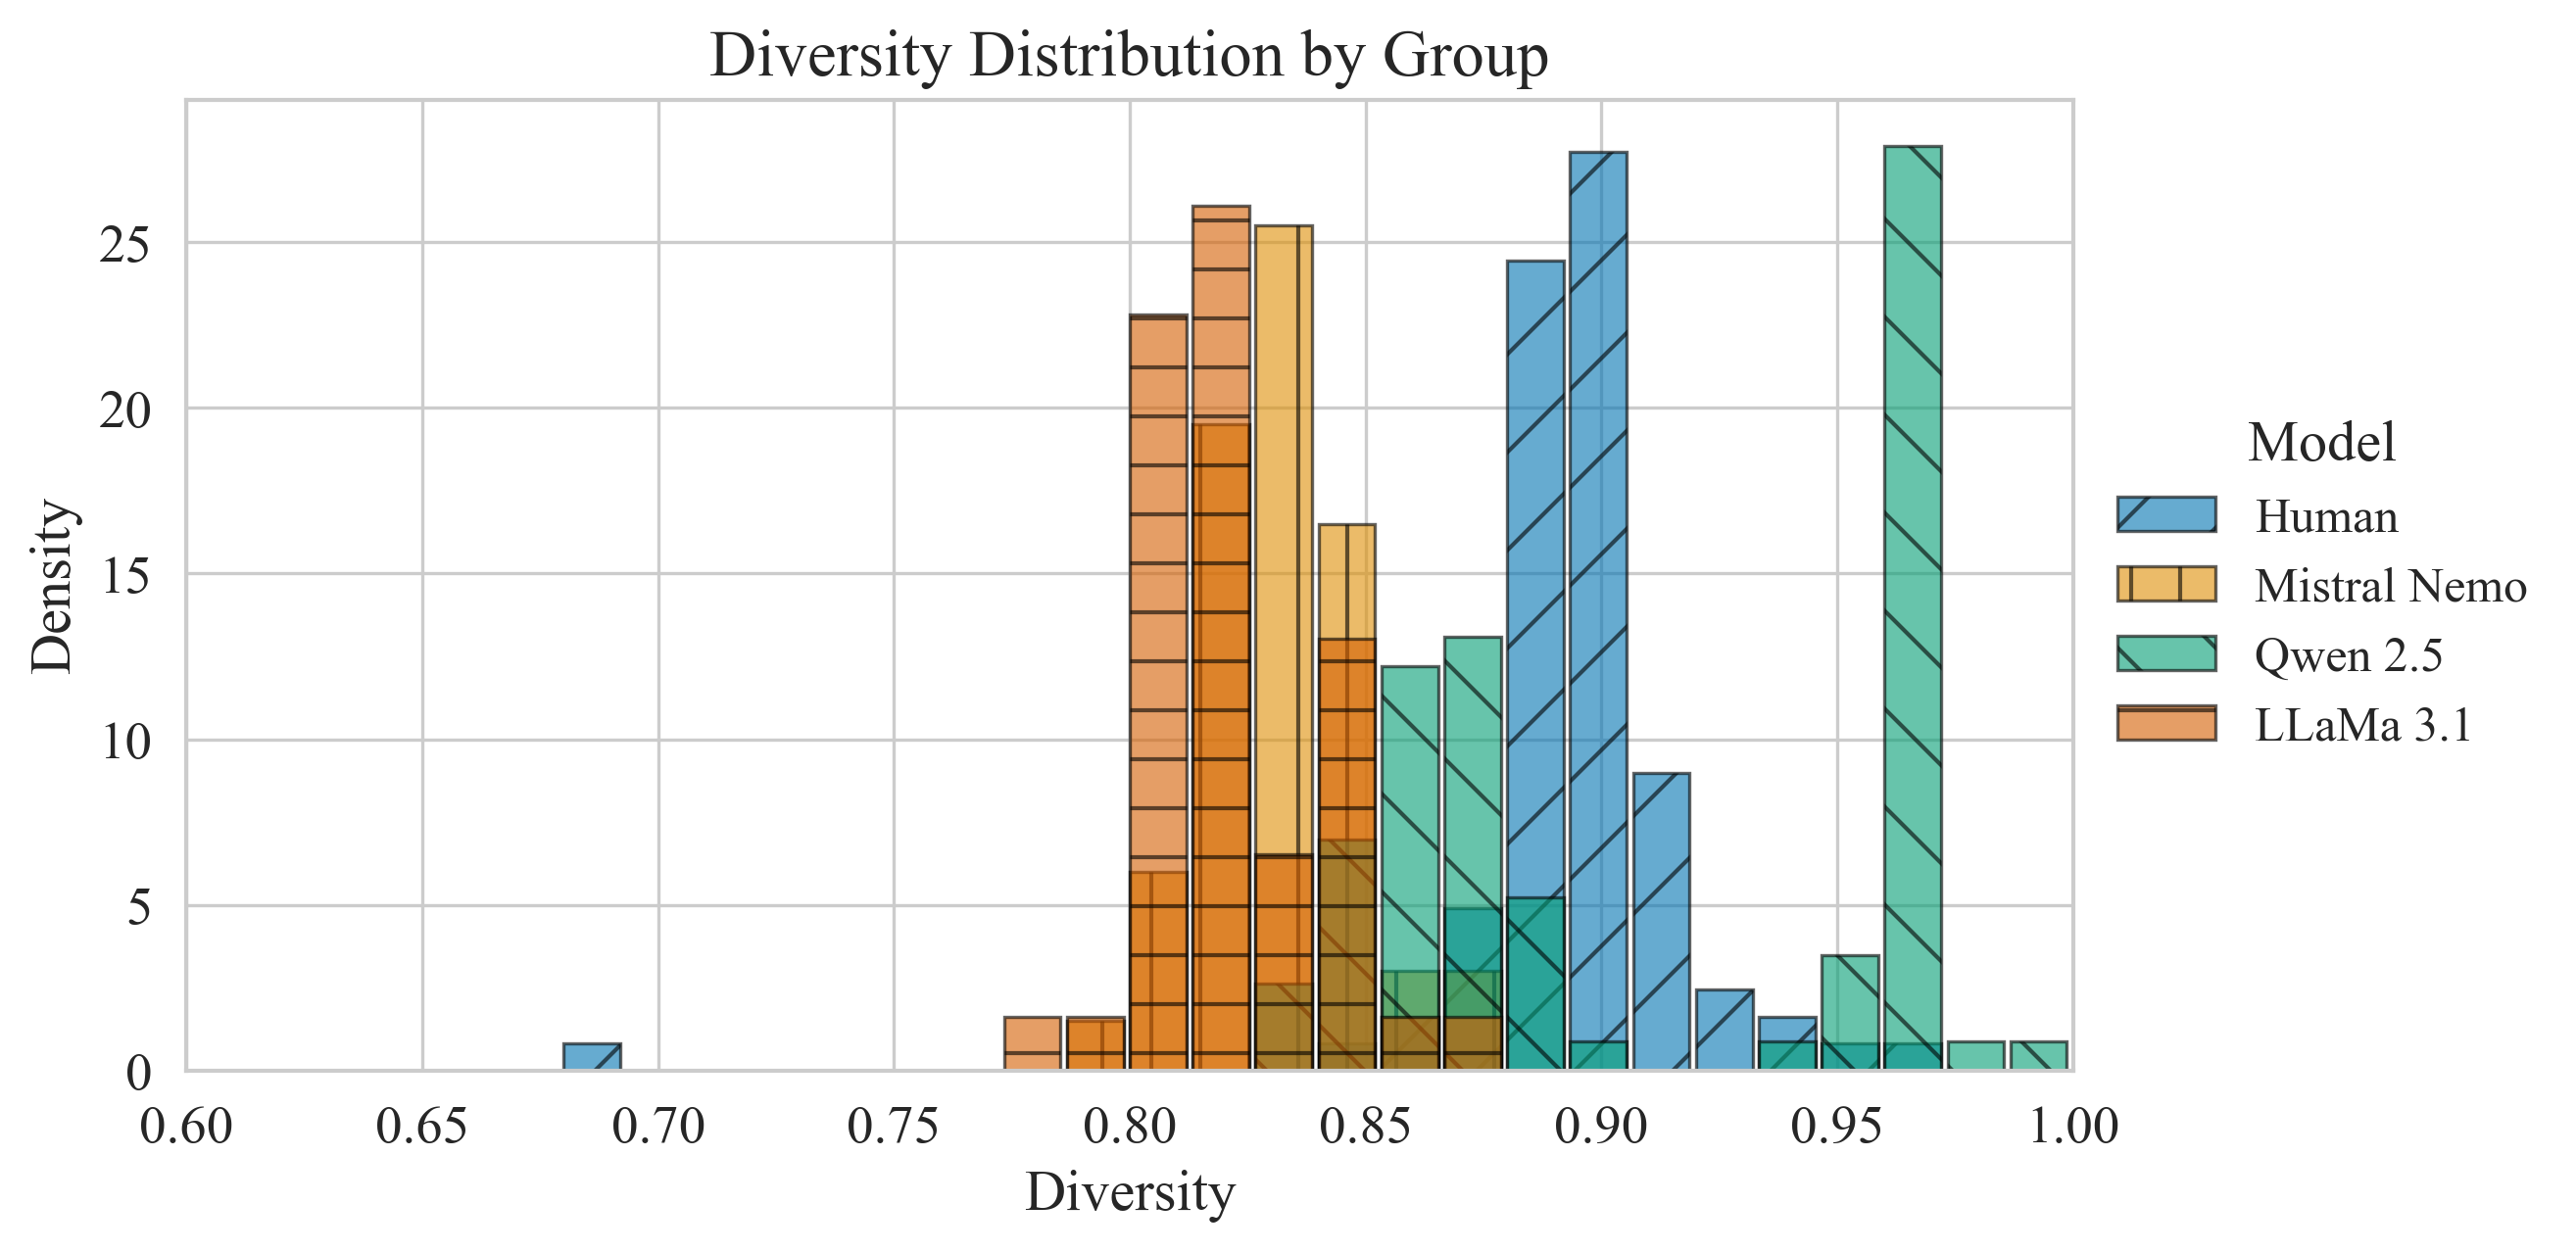 Diversity Distribution by Group
Density
25
20
15
10
5
0
0.60 0.65 0.70 0.75 0.80 0.85 0.90 0.95 1.00
Diversity
Model
Human
Mistral Nemo
Qwen 2.5
LLaMa 3.1